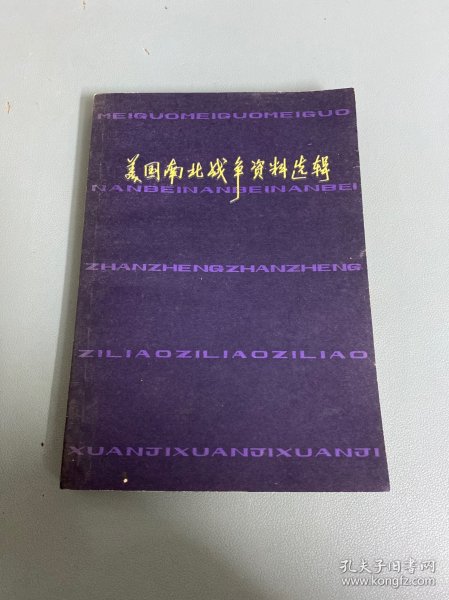 MEIGUOMEIGUOMEIGUO
美国南北战争资料选辑
NANBEINANBEINANBEI
ZHANZHENGZHANZHENG
ZILIAOZILIAOZILIAO
XUANJIXUANJIXUANJI
孔夫子旧书网
www.kongfz.com